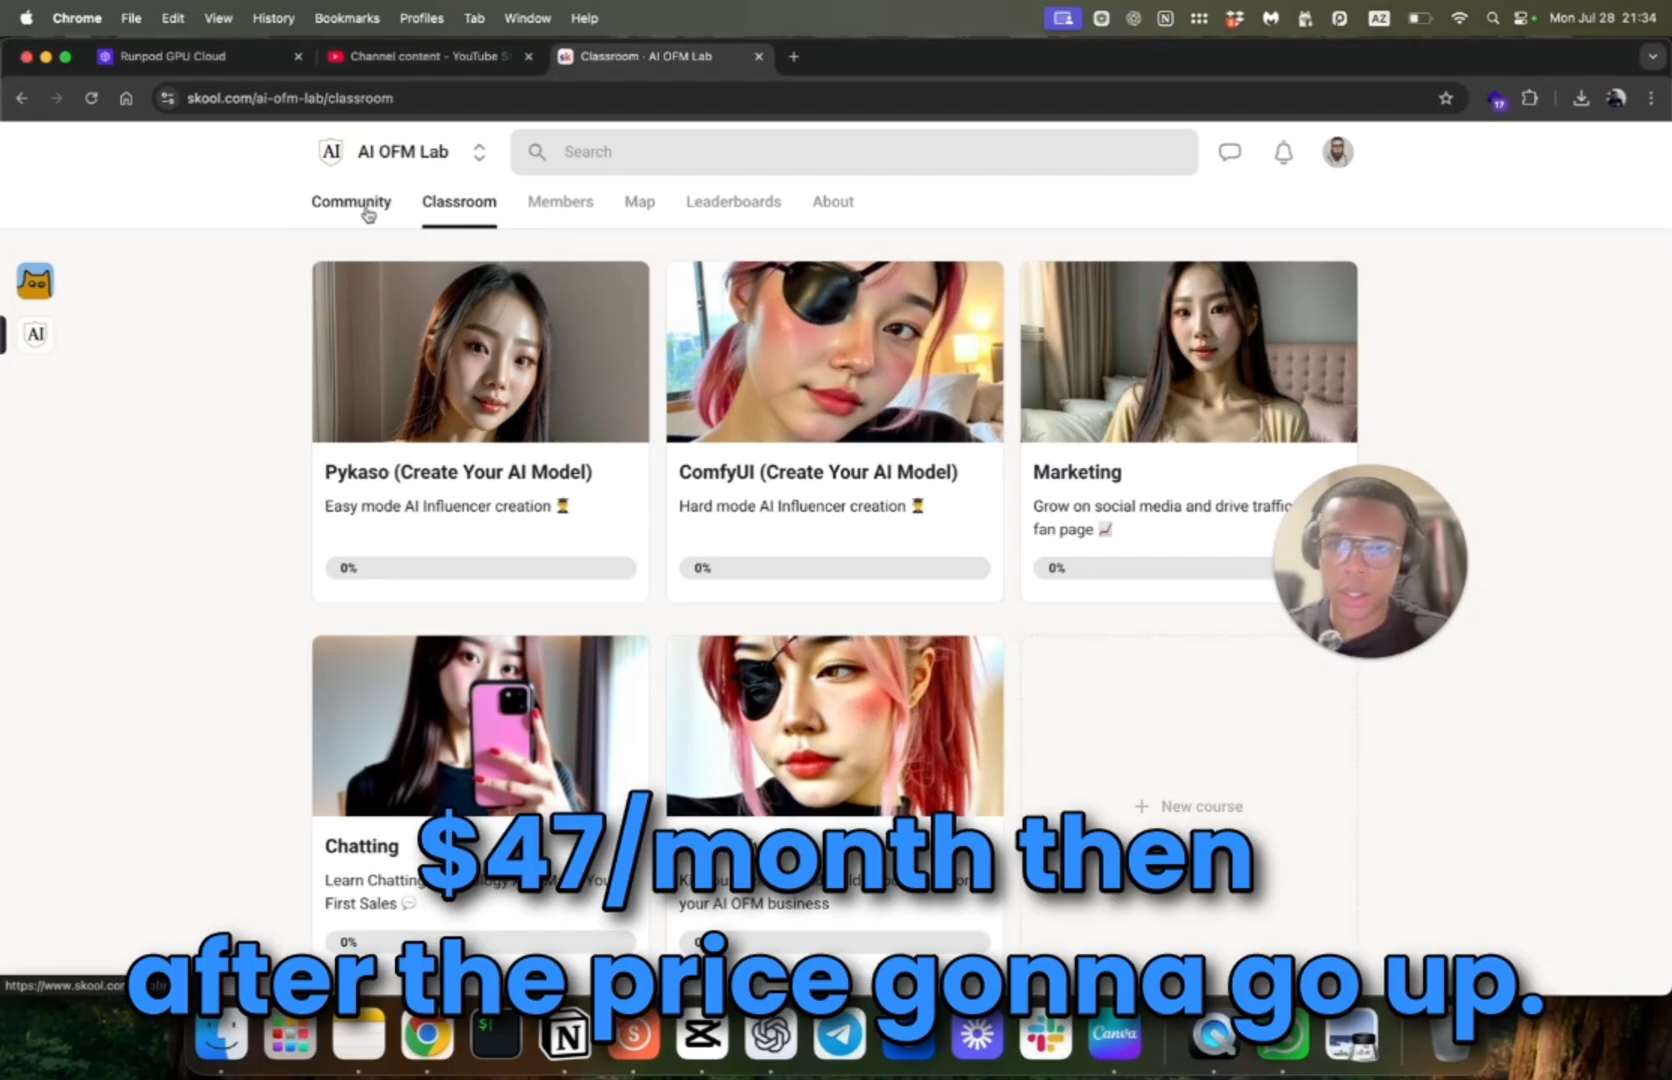 Chrome File Edit View History Bookmarks Profiles Tab Window Help
AZ
Mon Jul 28 21:34
Runpod GPU Cloud
Channel content - YouTube S
Classroom · AI OFM Lab
skool.com/ai-ofm-lab/classroom
17
AI
AI OFM Lab
Search
Community Classroom Members Map Leaderboards About
AI
Pykaso (Create Your AI Model)
Easy mode AI Influencer creation
0%
ComfyUI (Create Your AI Model)
Hard mode AI Influencer creation
0%
Marketing
Grow on social media and drive traffic
fan page
0%
Chatting
Learn Chatting
First Sales
0%
your AI OFM business
+ New course
$47/month then
after the price gonna go up.
https://www.skool.com
Canva